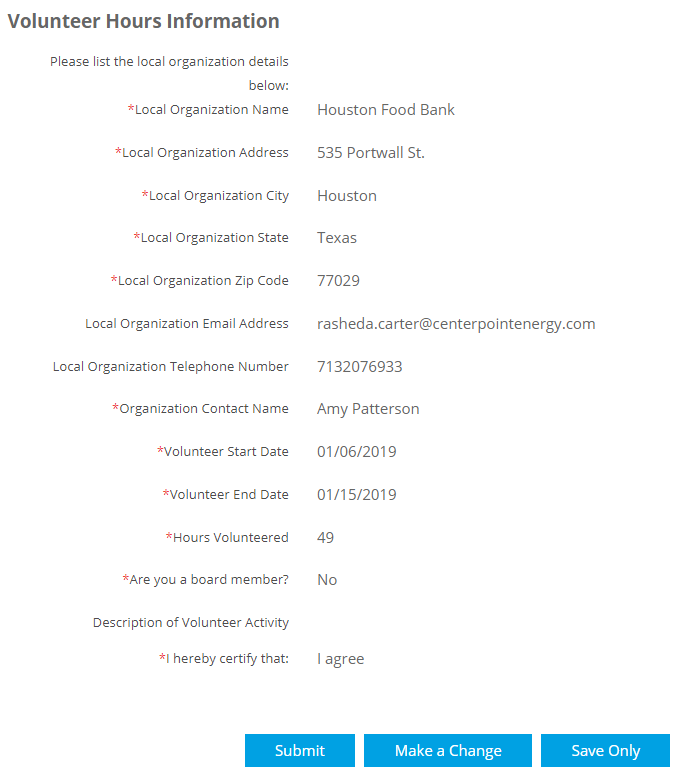 Volunteer Hours Information
Please list the local organization details
below:
*Local Organization Name Houston Food Bank
*Local Organization Address 535 Portwall St.
*Local Organization City Houston
*Local Organization State Texas
*Local Organization Zip Code 77029
Local Organization Email Address rasheda.carter@centerpointenergy.com
Local Organization Telephone Number 7132076933
*Organization Contact Name Amy Patterson
*Volunteer Start Date 01/06/2019
*Volunteer End Date 01/15/2019
*Hours Volunteered 49
*Are you a board member? No
Description of Volunteer Activity
*I hereby certify that: I agree
Submit Make a Change Save Only